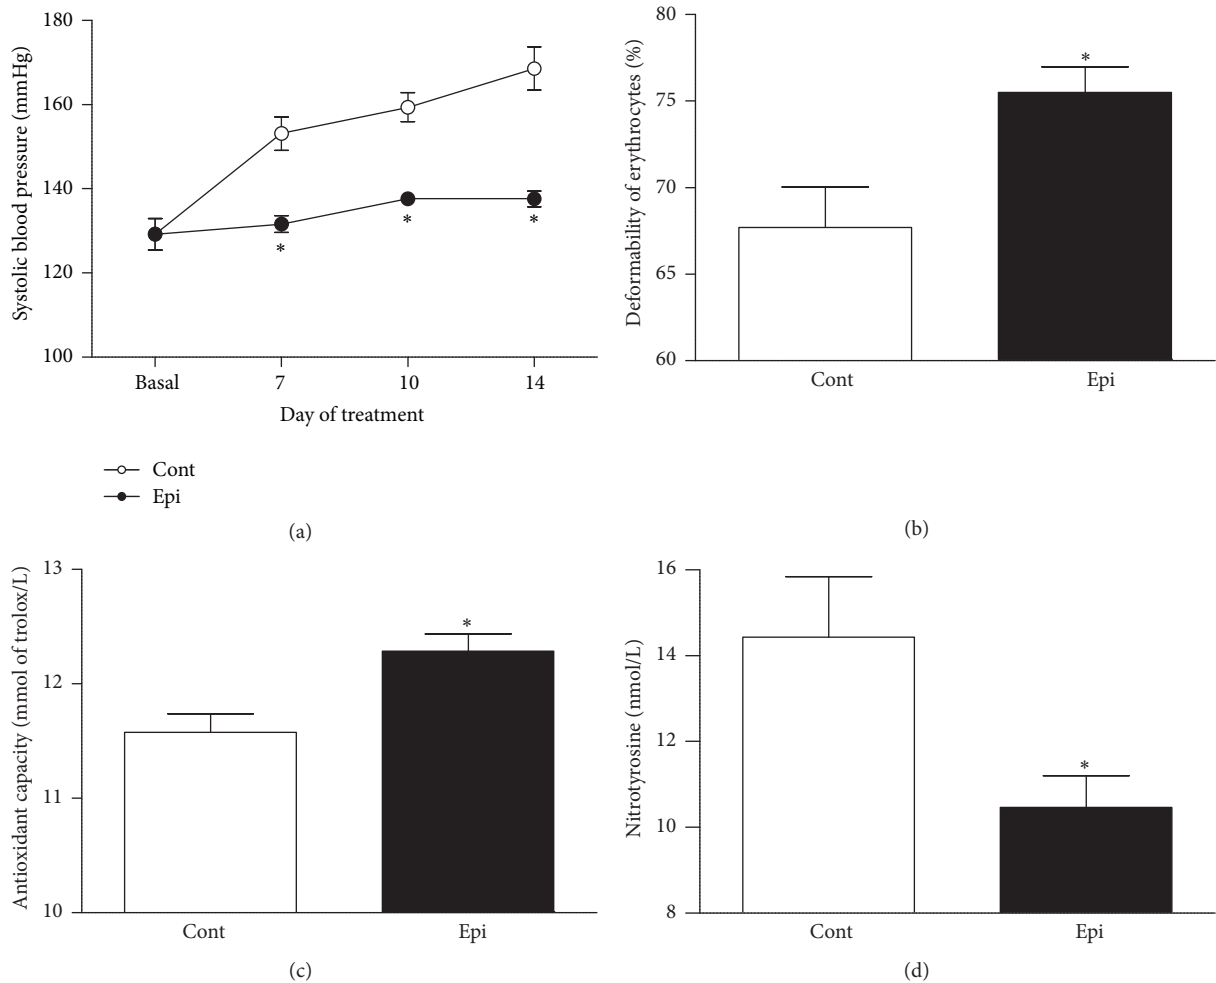 Systolic blood pressure (mmHg)
180
160
140
120
100
*
*
*
Basal 7 10 14
Day of treatment
Cont
Epi
(a)
Deformability of erythrocytes (%)
80
75
70
65
60
*
Cont Epi
(b)
Antioxidant capacity (mmol of trolox/L)
13
12
11
10
*
Cont Epi
(c)
Nitrotyrosine (nmol/L)
16
14
12
10
8
*
Cont Epi
(d)